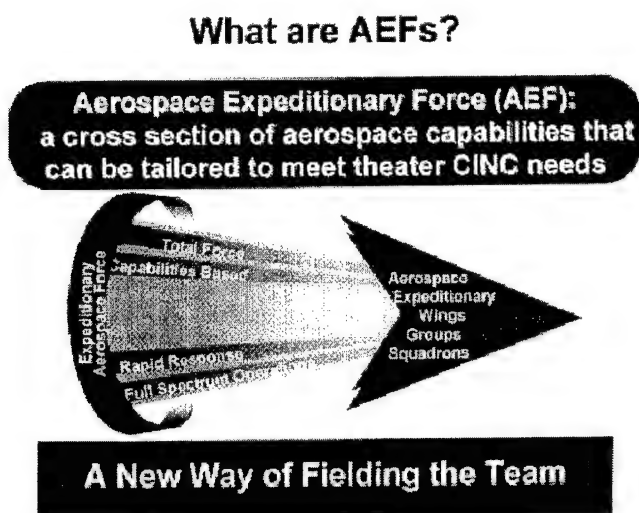 What are AEFs?
Aerospace Expeditionary Force (AEF):
a cross section of aerospace capabilities that
can be tailored to meet theater CINC needs
Expeditionary
Aerospace Force
Total Force
Capabilities Based
Rapid Response
Full Spectrum
Aerospace
Expeditionary
Wings
Groups
Squadrons
A New Way of Fielding the Team